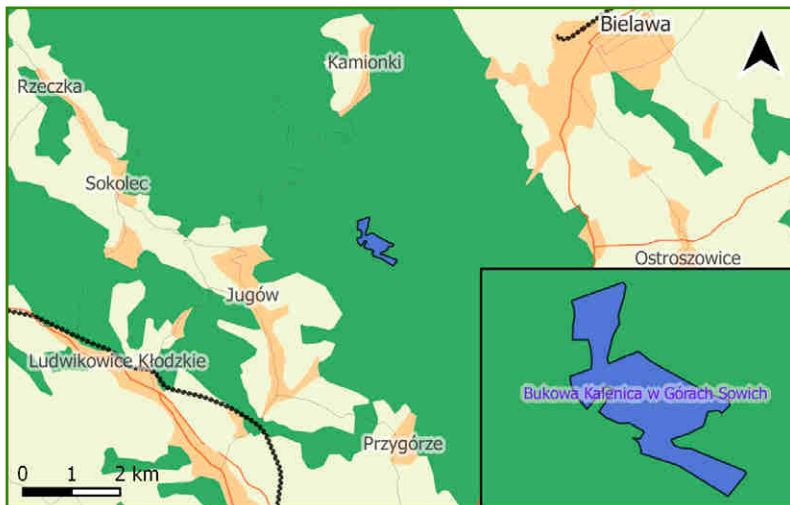 Bielawa
Kamionki
Rzeczka
Sokolec
Ostroszowice
Jugów
Ludwikowice Kłodzkie
Bukowa Kalenica w Górach Sowich
Przygórze
0 1 2 km